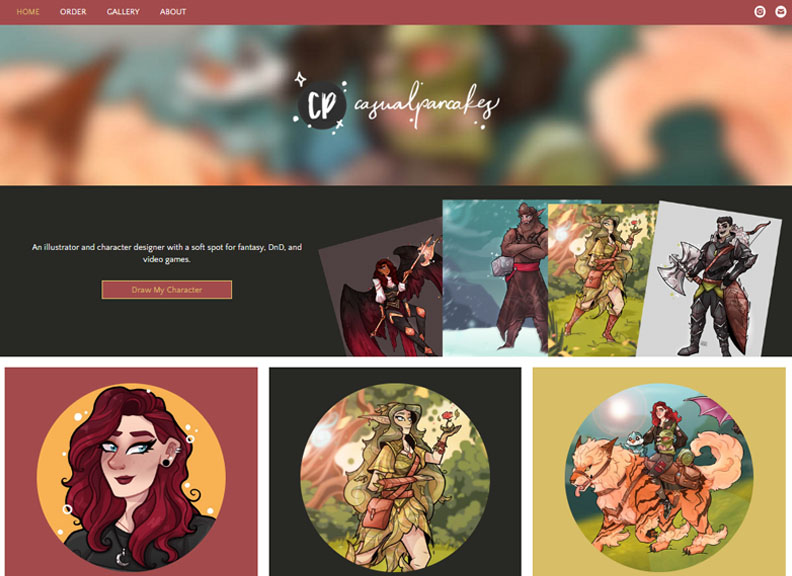 HOME ORDER GALLERY ABOUT
CP casualpancakes
An illustrator and character designer with a soft spot for fantasy, DnD, and
video games.
Draw My Character